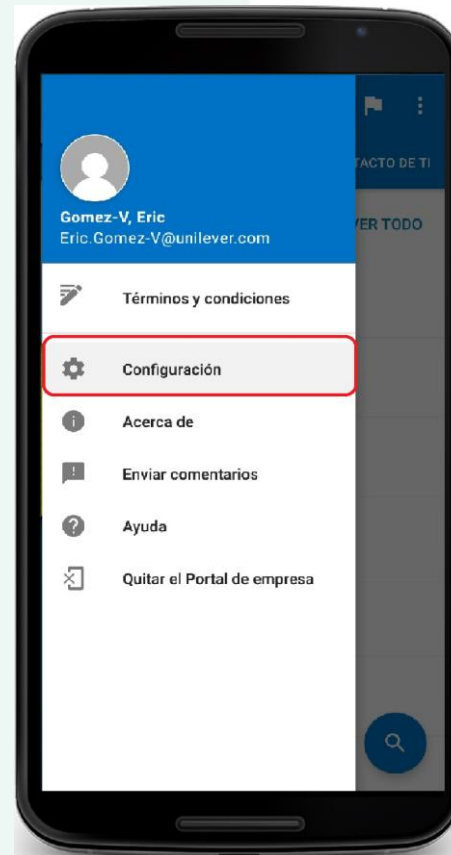 TACTO DE TI
Gomez-V, Eric
Eric.Gomez-V@unilever.com
VER TODO
Términos y condiciones
Configuración
Acerca de
Enviar comentarios
Ayuda
Quitar el Portal de empresa